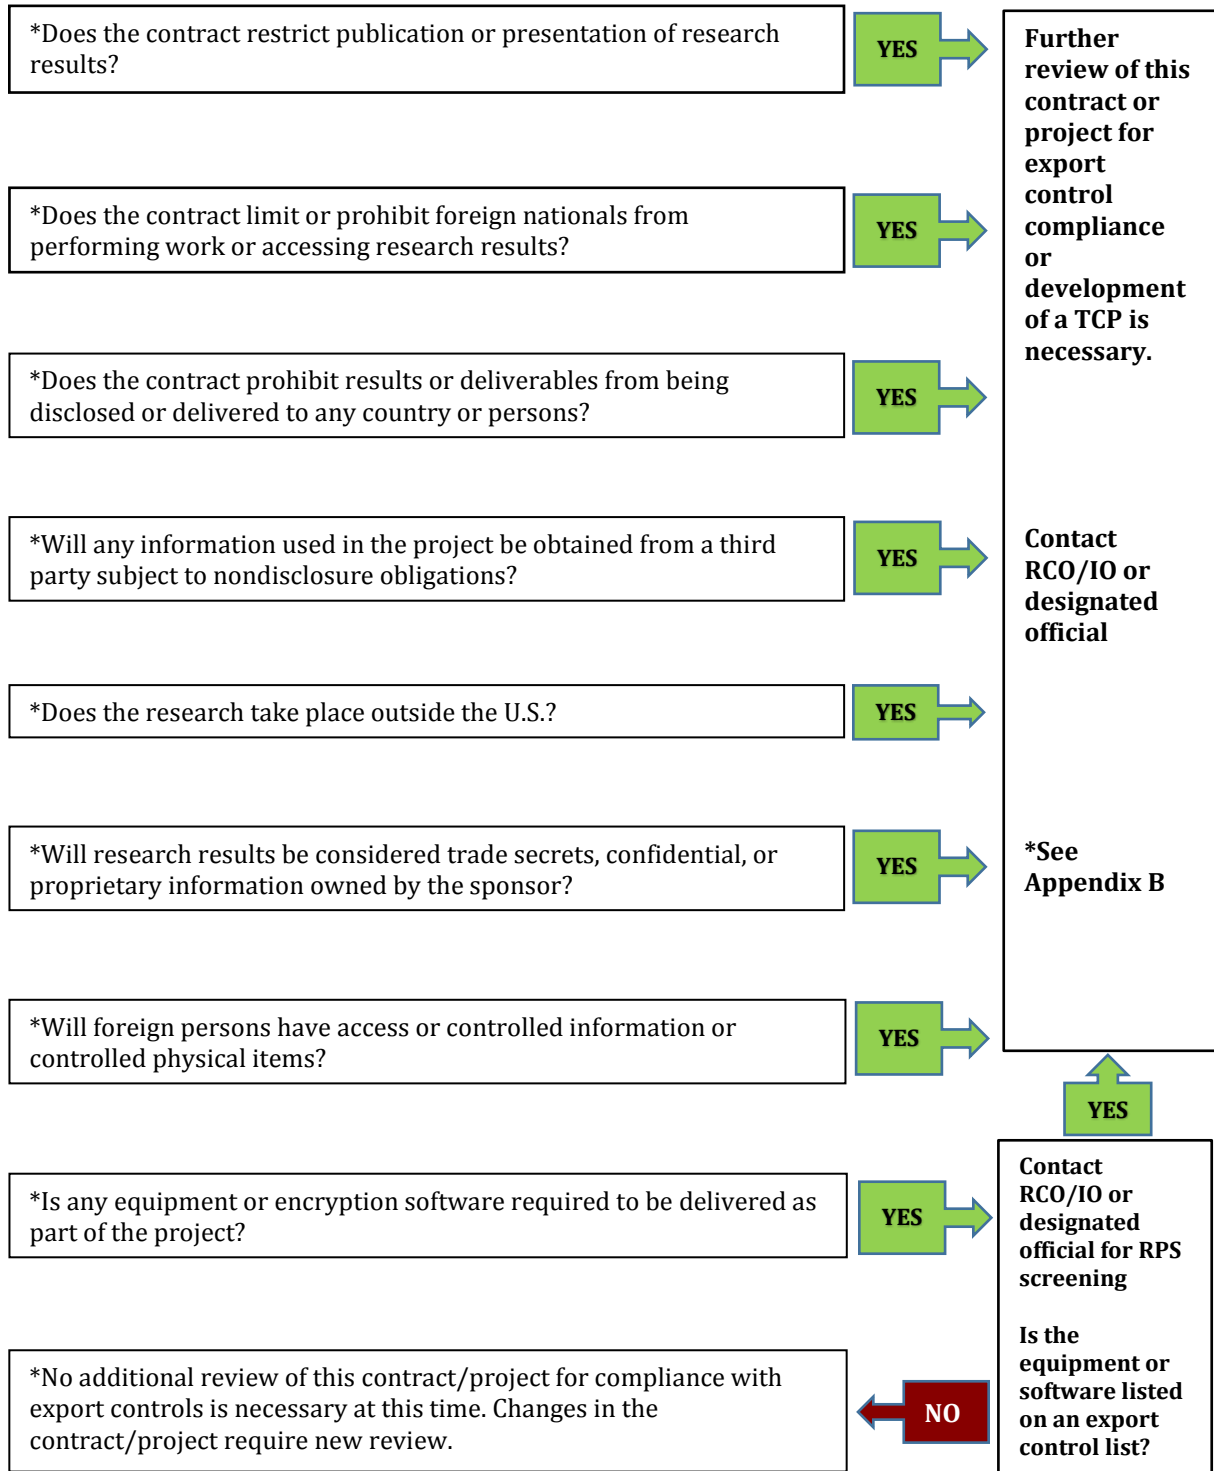 *Does the contract restrict publication or presentation of research
results?
YES
Further
review of this
contract or
project for
export
control
compliance
or
development
of a TCP is
necessary.
*Does the contract limit or prohibit foreign nationals from
performing work or accessing research results?
YES
*Does the contract prohibit results or deliverables from being
disclosed or delivered to any country or persons?
YES
*Will any information used in the project be obtained from a third
party subject to nondisclosure obligations?
YES
Contact
RCO/IO or
designated
official
*Does the research take place outside the U.S.?
YES
*Will research results be considered trade secrets, confidential, or
proprietary information owned by the sponsor?
YES
*See
Appendix B
*Will foreign persons have access or controlled information or
controlled physical items?
YES
YES
*Is any equipment or encryption software required to be delivered as
part of the project?
YES
Contact
RCO/IO or
designated
official for RPS
screening
Is the
equipment or
software listed
on an export
control list?
NO
*No additional review of this contract/project for compliance with
export controls is necessary at this time. Changes in the
contract/project require new review.